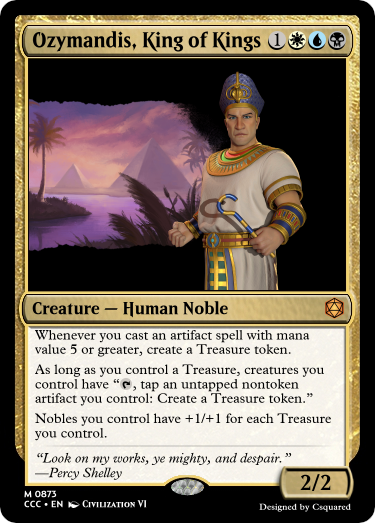 Ozymandis, King of Kings 1
Creature — Human Noble
Whenever you cast an artifact spell with mana
value 5 or greater, create a Treasure token.
As long as you control a Treasure, creatures you
control have “, tap an untapped nontoken
artifact you control: Create a Treasure token.”
Nobles you control have +1/+1 for each Treasure
you control.
“Look on my works, ye mighty, and despair.”
—Percy Shelley
2/2
M 0873
CCC • EN Civilization VI
Designed by Csquared